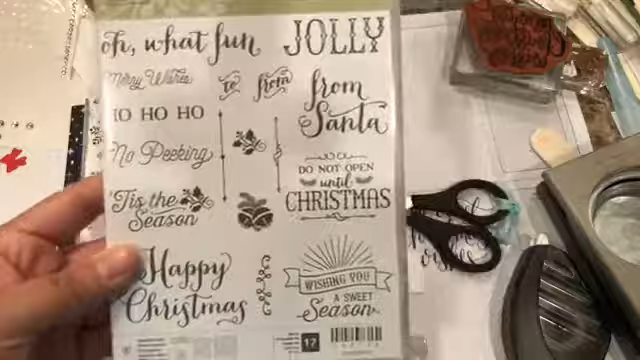 oh, what fun
JOLLY
Merry Wishes
to
from
from
Santa
HO HO HO
No Peeking
DO NOT OPEN
until
CHRISTMAS
'Tis the
Season
Happy
Christmas
WISHING YOU
A SWEET
Season
17